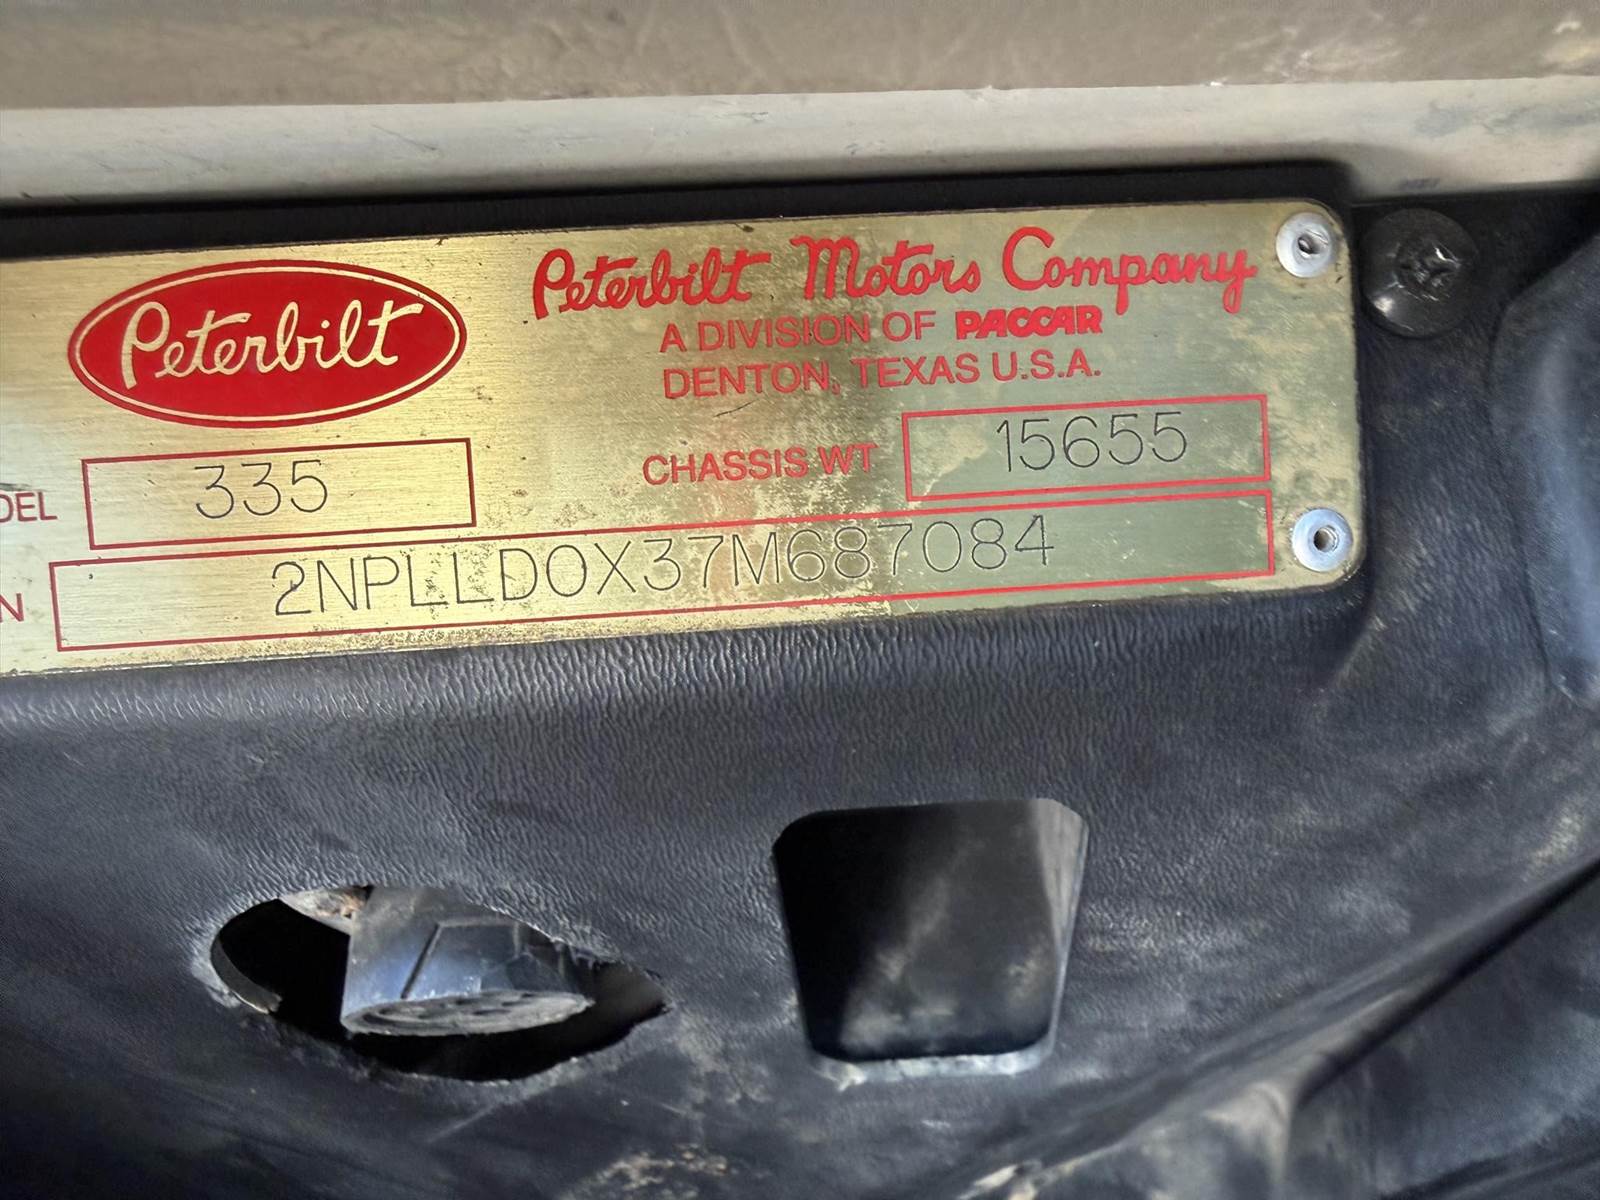 Peterbilt
Peterbilt Motors Company
A DIVISION OF PACCAR
DENTON, TEXAS U.S.A.
DEL 335
CHASSIS WT 15655
N 2NPLLD0X37M687084